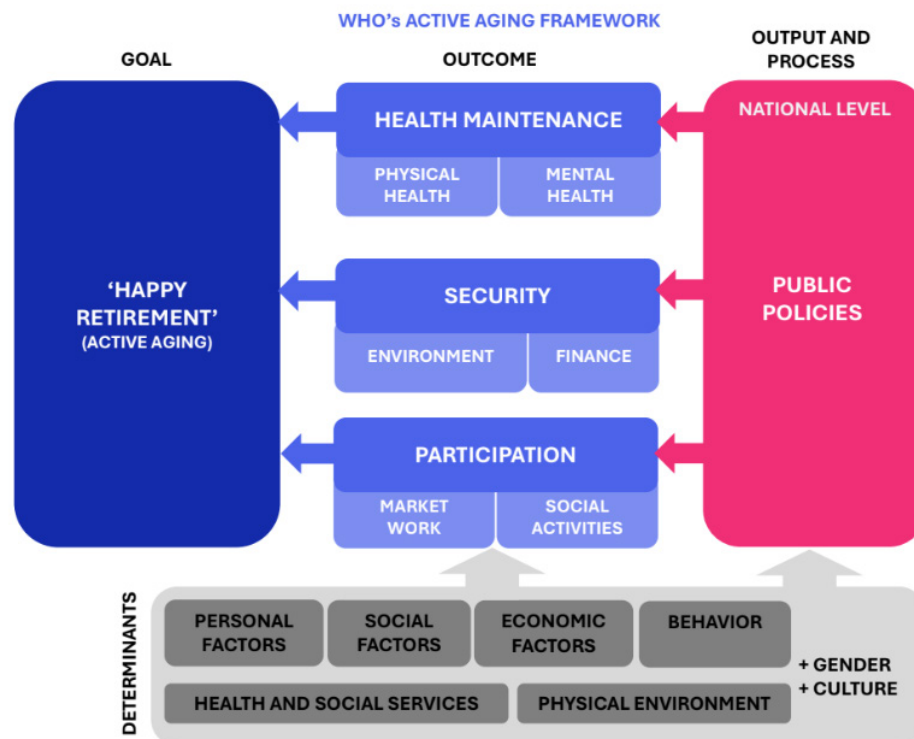 WHO's ACTIVE AGING FRAMEWORK
GOAL
OUTCOME
OUTPUT AND
PROCESS
HEALTH MAINTENANCE
PHYSICAL
HEALTH
MENTAL
HEALTH
NATIONAL LEVEL
'HAPPY
RETIREMENT'
(ACTIVE AGING)
SECURITY
ENVIRONMENT
FINANCE
PUBLIC
POLICIES
PARTICIPATION
MARKET
WORK
SOCIAL
ACTIVITIES
DETERMINANTS
PERSONAL
FACTORS
SOCIAL
FACTORS
ECONOMIC
FACTORS
BEHAVIOR
HEALTH AND SOCIAL SERVICES
PHYSICAL ENVIRONMENT
+ GENDER
+ CULTURE